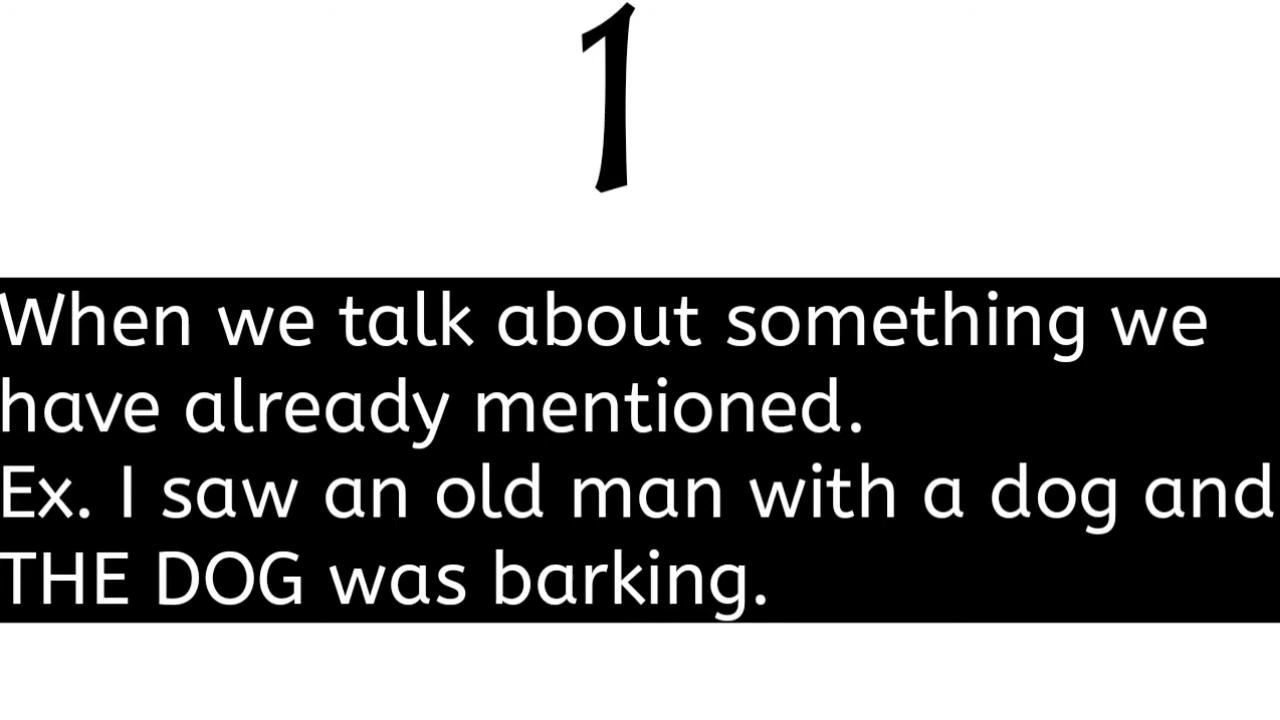 1
When we talk about something we
have already mentioned.
Ex. I saw an old man with a dog and
THE DOG was barking.